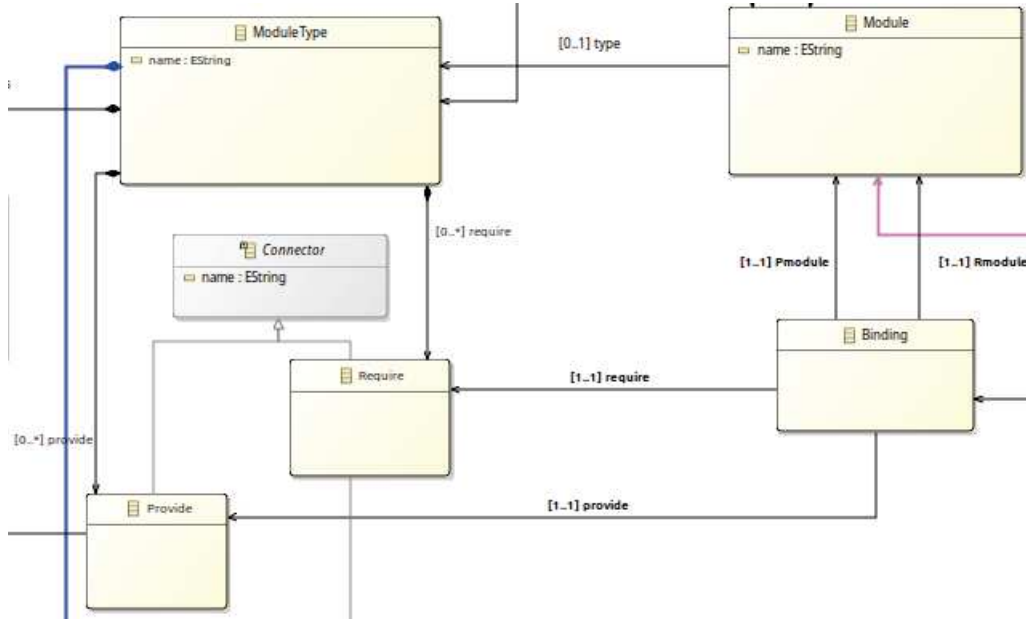 ModuleType
name : EString
[0..1] type
Module
name : EString
[0..*] require
Connector
name : EString
[1..1] Pmodule
[1..1] Rmodule
Binding
Require
[1..1] require
[0..*] provide
Provide
[1..1] provide